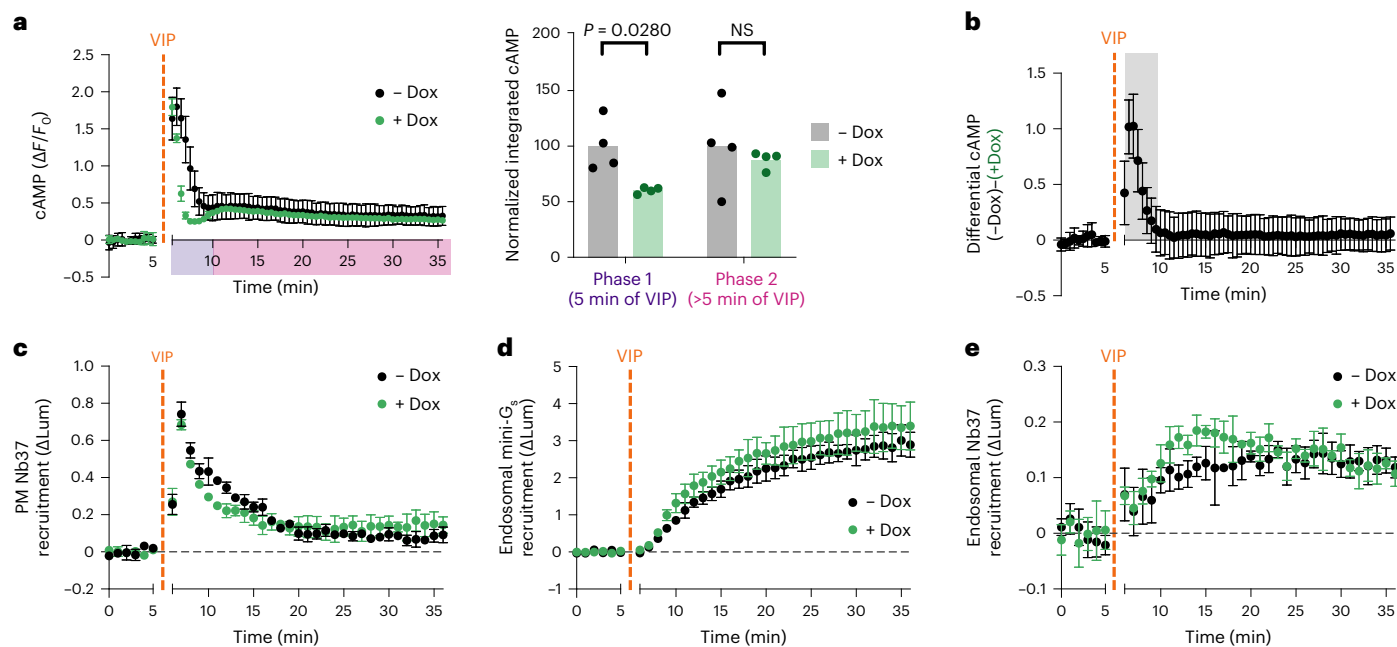 a
VIP
2.5
2.0
1.5
1.0
0.5
0
–0.5
cAMP (ΔF/F0)
– Dox
+ Dox
5
10
15
20
25
30
35
Time (min)
P = 0.0280
NS
200
150
100
50
0
Normalized integrated cAMP
– Dox
+ Dox
Phase 1
(5 min of VIP)
Phase 2
(>5 min of VIP)
b
VIP
1.5
1.0
0.5
0
–0.5
Differential cAMP
(–Dox)–(+Dox)
5
10
15
20
25
30
35
Time (min)
c
VIP
1.0
0.8
0.6
0.4
0.2
0
–0.2
PM Nb37
recruitment (ΔLum)
– Dox
+ Dox
0
5
10
15
20
25
30
35
Time (min)
d
VIP
5
4
3
2
1
0
–1
Endosomal mini-Gs
recruitment (ΔLum)
– Dox
+ Dox
0
5
10
15
20
25
30
35
Time (min)
e
VIP
0.3
0.2
0.1
0
–0.1
Endosomal Nb37
recruitment (ΔLum)
– Dox
+ Dox
0
5
10
15
20
25
30
35
Time (min)